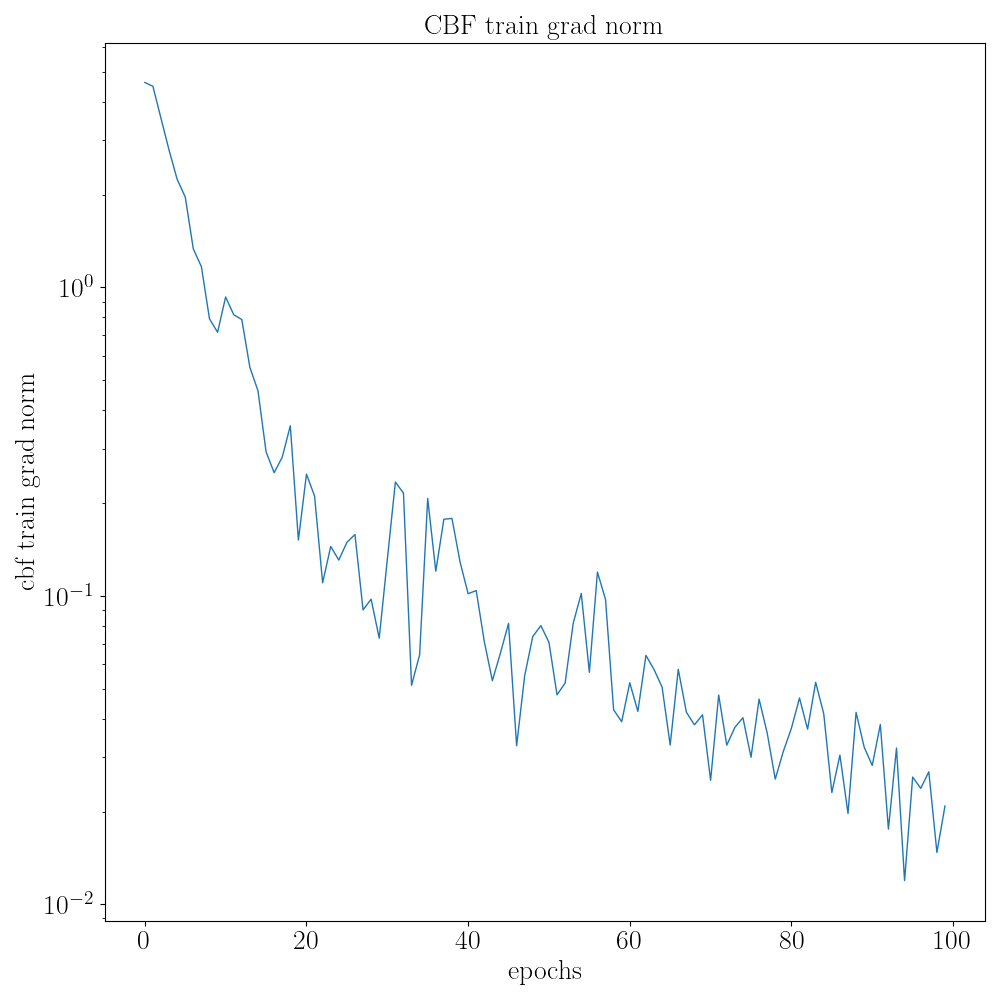 CBF train grad norm
cbf train grad norm
10^0
10^-1
10^-2
0 20 40 60 80 100
epochs